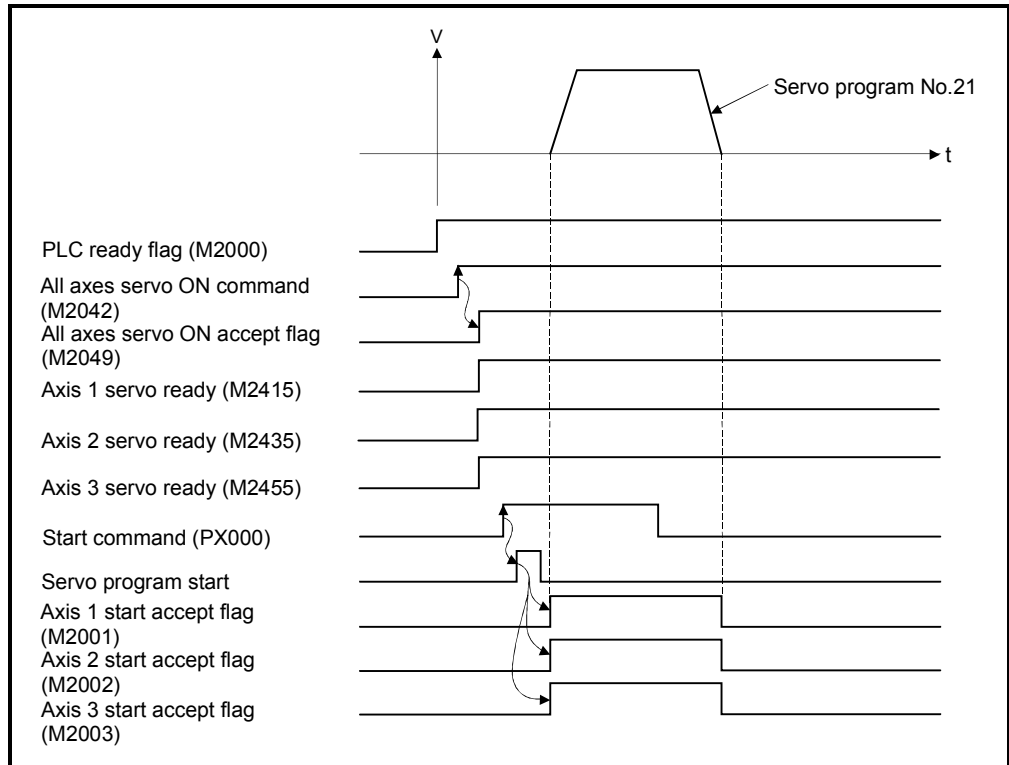 V
Servo program No.21
t
PLC ready flag (M2000)
All axes servo ON command
(M2042)
All axes servo ON accept flag
(M2049)
Axis 1 servo ready (M2415)
Axis 2 servo ready (M2435)
Axis 3 servo ready (M2455)
Start command (PX000)
Servo program start
Axis 1 start accept flag
(M2001)
Axis 2 start accept flag
(M2002)
Axis 3 start accept flag
(M2003)